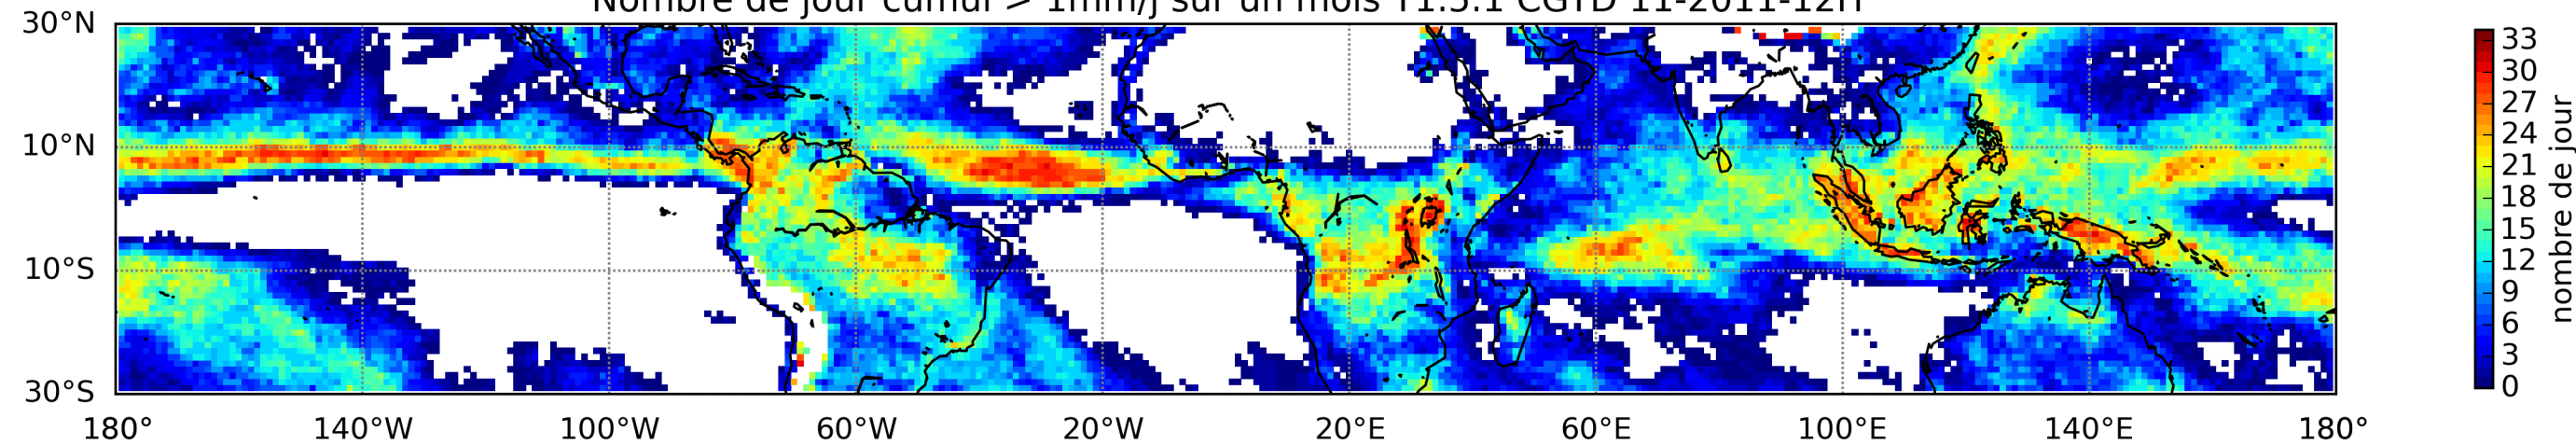 Nombre de jour cumul > 1mm/j sur un mois T1.5.1 CGTD 11-2011-12H
30°N
10°N
10°S
30°S
180° 140°W 100°W 60°W 20°W 20°E 60°E 100°E 140°E 180°
33
30
27
24
21
18
15
12
9
6
3
0
nombre de jour